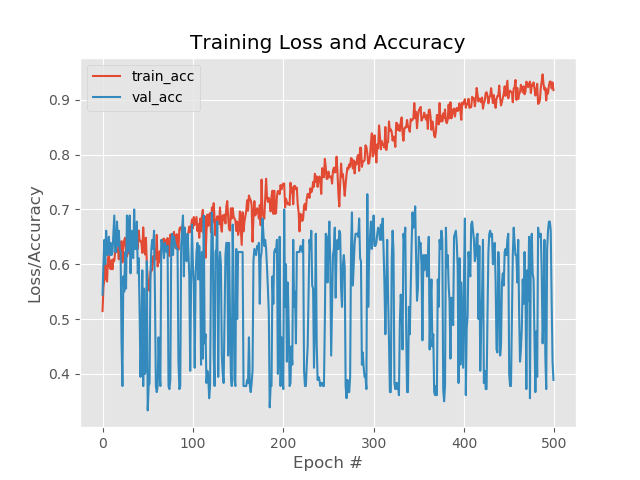 Training Loss and Accuracy
train_acc
val_acc
Loss/Accuracy
0.9
0.8
0.7
0.6
0.5
0.4
0 100 200 300 400 500
Epoch #